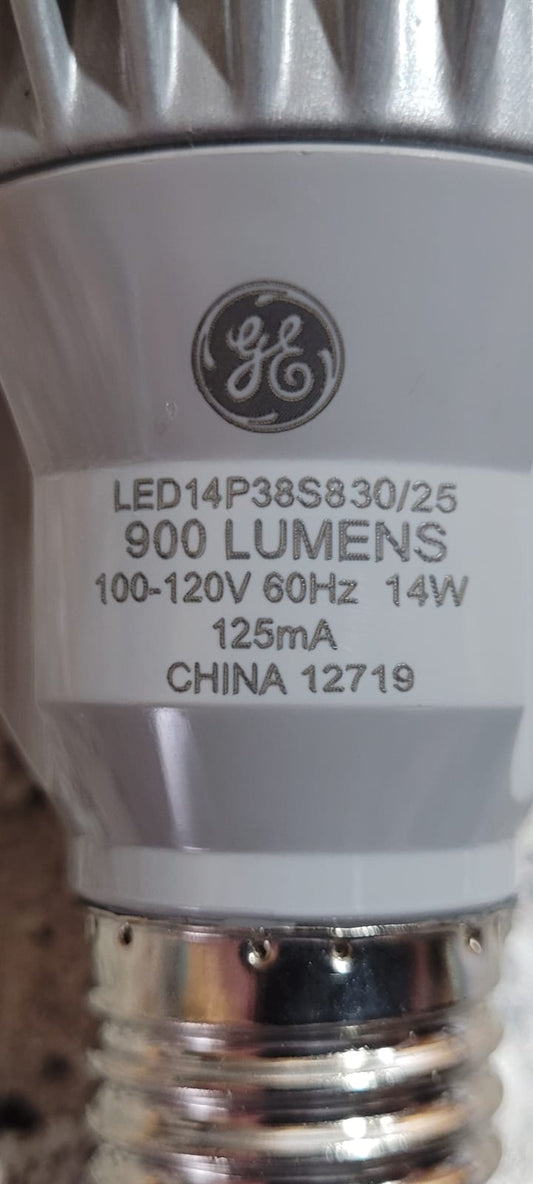 GE
LED14P38S830/25
900 LUMENS
100-120V 60Hz 14W
125mA
CHINA 12719